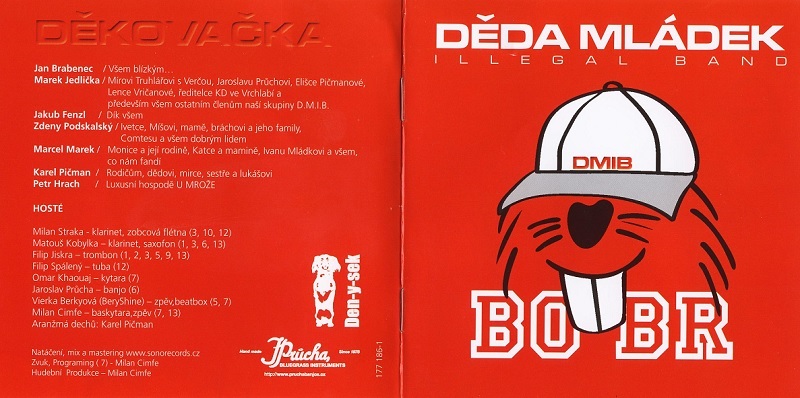 DĚKOVAČKA
Jan Brabenec / Všem blízkým...
Marek Jedlička / Mirovi Truhlářovi s Verčou, Jaroslavu Průchovi, Elišce Pičmanové,
Lence Vričanové, ředitelce KD ve Vrchlabí a
především všem ostatním členům naší skupiny D.M.I.B.
Jakub Fenzl / Dík všem
Zdeny Podskalský / Ivetce, Míšovi, mamě, bráchovi a jeho family,
Comtesu a všem dobrým lidem
Marcel Marek / Monice a její rodině, Katce a mamině, Ivanu Mládkovi a všem,
co nám fandí
Karel Pičman / Rodičům, dědovi, mirce, sestře a lukášovi
Petr Hrach / Luxusní hospodě U MROŽE
HOSTÉ
Milan Straka - klarinet, zobcová flétna (3, 10, 12)
Matouš Kobylka – klarinet, saxofon (1, 3, 6, 13)
Filip Jiskra – trombon (1, 2, 3, 5, 9, 13)
Filip Spálený – tuba (12)
Omar Khaouaj – kytara (7)
Jaroslav Průcha – banjo (6)
Vierka Berkyová (BeryShine) – zpěv,beatbox (5, 7)
Milan Cimfe – baskytara,zpěv (7, 13)
Aranžmá dechů: Karel Pičman
Den-y-sek
Natáčení, mix a mastering www.sonorecords.cz
Zvuk, Programing ( 7) - Milan Cimfe
Hudební Produkce – Milan Cimfe
Hand made
Průcha
Since 1978
BLUEGRASS INSTRUMENTS
http://www.pruchabanjos.cz
177 186-1
DĚDA MLÁDEK
ILLEGAL BAND
DMIB
BOBR